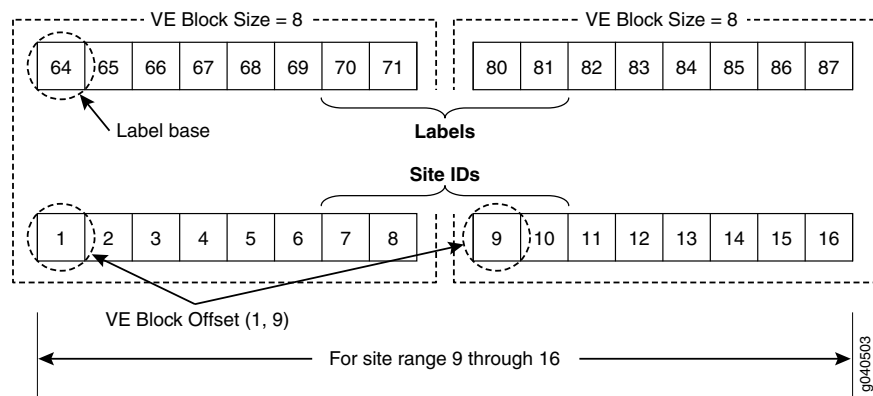 VE Block Size = 8 VE Block Size = 8
64 65 66 67 68 69 70 71 80 81 82 83 84 85 86 87
Label base
Labels
Site IDs
1 2 3 4 5 6 7 8 9 10 11 12 13 14 15 16
VE Block Offset (1, 9)
For site range 9 through 16
g040503